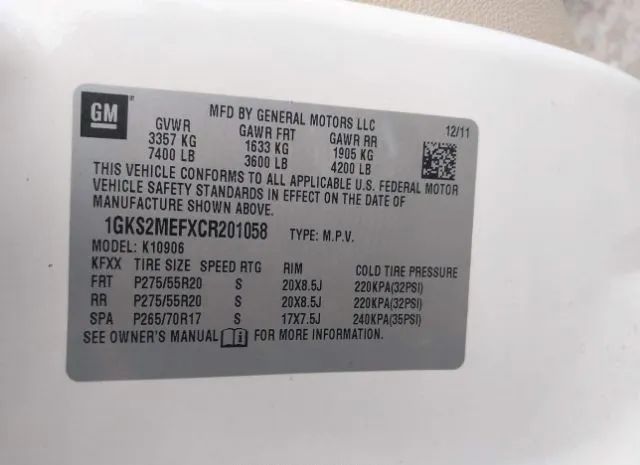 GM
MFD BY GENERAL MOTORS LLC
12/11
GVWR GAWR FRT GAWR RR
3357 KG 1633 KG 1905 KG
7400 LB 3600 LB 4200 LB
THIS VEHICLE CONFORMS TO ALL APPLICABLE U.S. FEDERAL MOTOR
VEHICLE SAFETY STANDARDS IN EFFECT ON THE DATE OF
MANUFACTURE SHOWN ABOVE.
1GKS2MEFXCR201058 TYPE: M.P.V.
MODEL: K10906
KFXX TIRE SIZE SPEED RTG RIM COLD TIRE PRESSURE
FRT P275/55R20 S 20X8.5J 220KPA(32PSI)
RR P275/55R20 S 20X8.5J 220KPA(32PSI)
SPA P265/70R17 S 17X7.5J 240KPA(35PSI)
SEE OWNER'S MANUAL i FOR MORE INFORMATION.